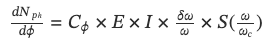 dN_{ph}/dφ = C_ϕ × E × I × δω/ω × S(ω/ω_c)